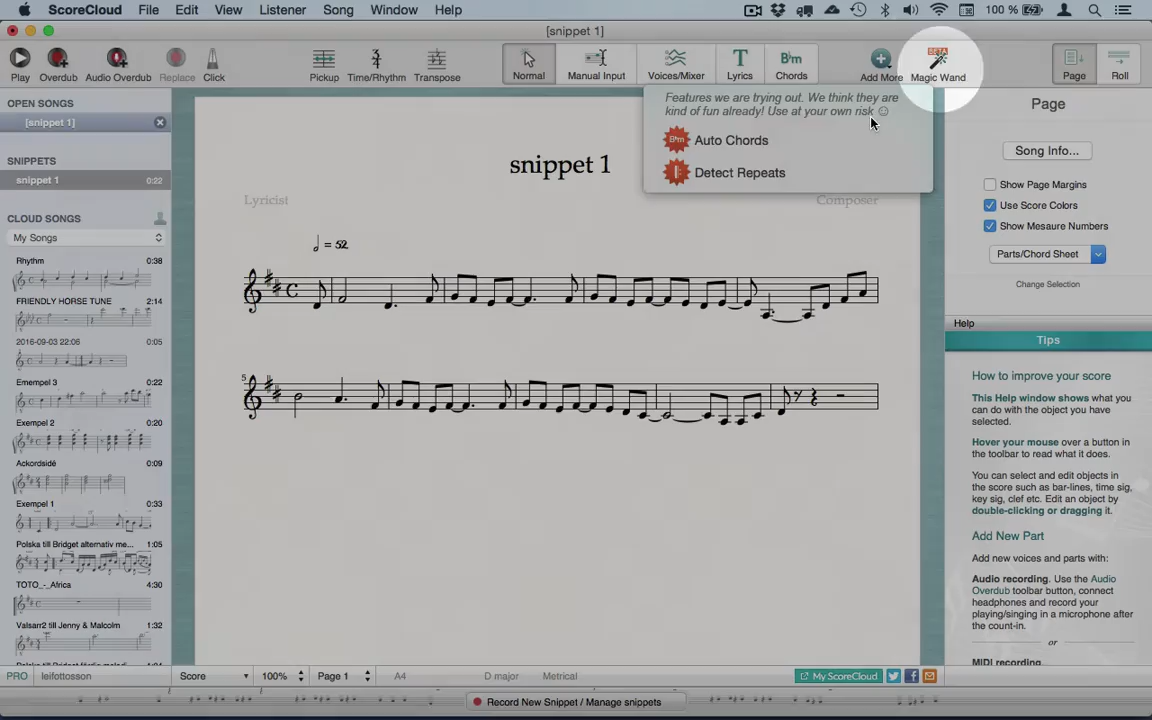 ScoreCloud File Edit View Listener Song Window Help 100 %
[snippet 1]
Play Overdub Audio Overdub Replace Click Pickup Time/Rhythm Transpose Normal Manual Input Voices/Mixer Lyrics Chords Add More Magic Wand Page Roll
BETA
B♭m
OPEN SONGS
[snippet 1]
SNIPPETS
snippet 1 0:22
CLOUD SONGS
My Songs
Rhythm 0:38
FRIENDLY HORSE TUNE 2:14
2016-09-03 22:06 0:05
Emempel 3 0:22
Exempel 2 0:20
Ackordsidé 0:09
Exempel 1 0:33
Polska till Bridget alternativ me... 1:05
TOTO_-_Africa 4:30
Valsarr2 till Jenny & Malcolm 1:32
Features we are trying out. We think they are
kind of fun already! Use at your own risk ☺
B♭m Auto Chords
Detect Repeats
snippet 1
Lyricist Composer
= 52
5
Page
Song Info...
Show Page Margins
Use Score Colors
Show Mesaure Numbers
Parts/Chord Sheet
Change Selection
Help
Tips
How to improve your score
This Help window shows what you
can do with the object you have
selected.
Hover your mouse over a button in
the toolbar to read what it does.
You can select and edit objects in
the score such as bar-lines, time sig,
key sig, clef etc. Edit an object by
double-clicking or dragging it.
Add New Part
Add new voices and parts with:
Audio recording. Use the Audio
Overdub toolbar button, connect
headphones and record your
playing/singing in a microphone after
the count-in.
or
MIDI recording.
PRO leifottosson Score 100% Page 1 A4 D major Metrical My ScoreCloud
Record New Snippet / Manage snippets